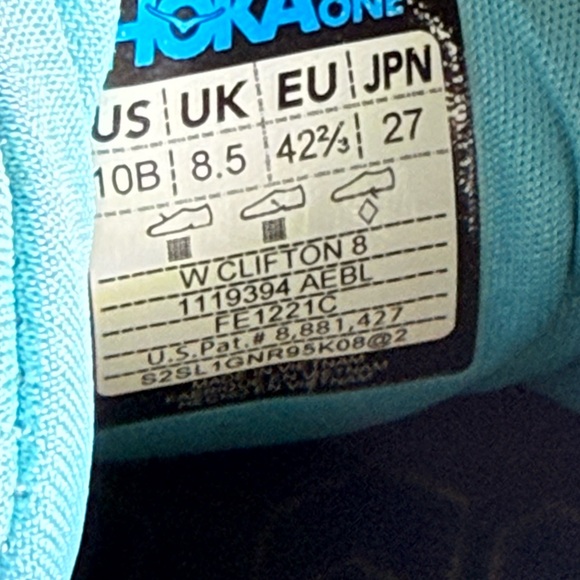 HOKA ONE
US UK EU JPN
10B 8.5 42⅔ 27
W CLIFTON 8
1119394 AEBL
FE1221C
U.S.Pat.# 8,881,427
S2SL1GNR95K08@2